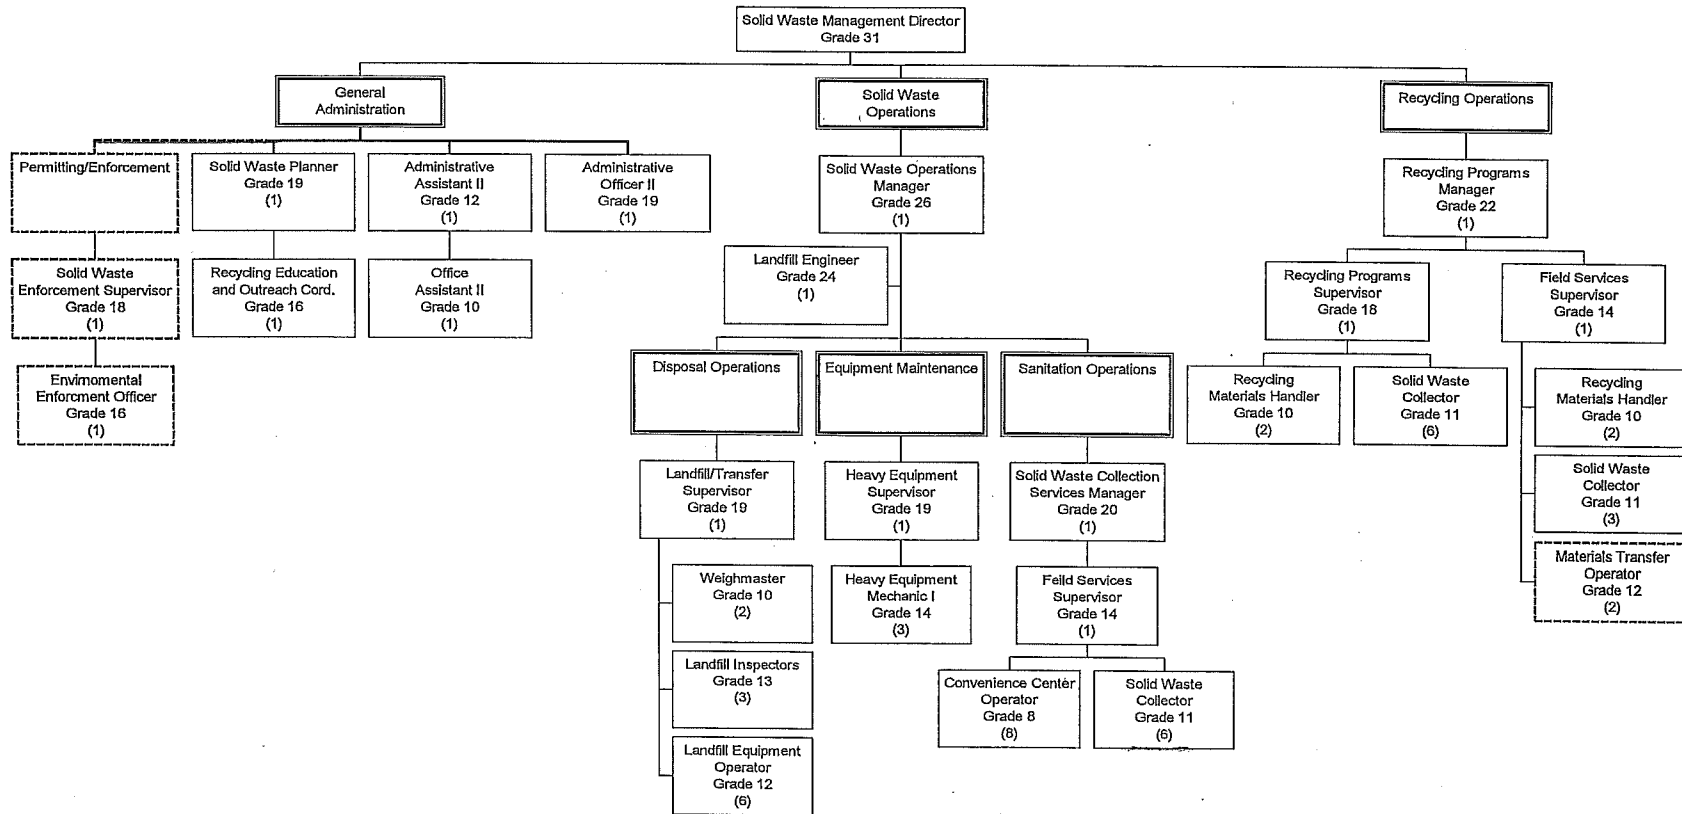 Solid Waste Management Director
Grade 31
General
Administration
Solid Waste
Operations
Recycling Operations
Permitting/Enforcement
Solid Waste Planner
Grade 19
(1)
Administrative
Assistant II
Grade 12
(1)
Administrative
Officer II
Grade 19
(1)
Solid Waste Operations
Manager
Grade 26
(1)
Recycling Programs
Manager
Grade 22
(1)
Solid Waste
Enforcement Supervisor
Grade 18
(1)
Recycling Education
and Outreach Cord.
Grade 16
(1)
Office
Assistant II
Grade 10
(1)
Landfill Engineer
Grade 24
(1)
Recycling Programs
Supervisor
Grade 18
(1)
Field Services
Supervisor
Grade 14
(1)
Envirnomental
Enforcment Officer
Grade 16
(1)
Disposal Operations
Equipment Maintenance
Sanitation Operations
Recycling
Materials Handler
Grade 10
(2)
Solid Waste
Collector
Grade 11
(6)
Recycling
Materials Handler
Grade 10
(2)
Landfill/Transfer
Supervisor
Grade 19
(1)
Heavy Equipment
Supervisor
Grade 19
(1)
Solid Waste Collection
Services Manager
Grade 20
(1)
Solid Waste
Collector
Grade 11
(3)
Materials Transfer
Operator
Grade 12
(2)
Weighmaster
Grade 10
(2)
Heavy Equipment
Mechanic I
Grade 14
(3)
Feild Services
Supervisor
Grade 14
(1)
Landfill Inspectors
Grade 13
(3)
Convenience Center
Operator
Grade 8
(8)
Solid Waste
Collector
Grade 11
(6)
Landfill Equipment
Operator
Grade 12
(6)